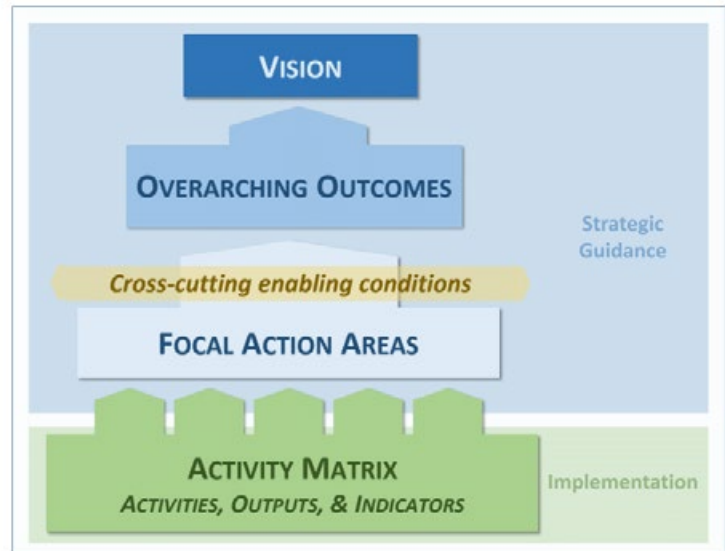 VISION
OVERARCHING OUTCOMES
Strategic
Guidance
Cross-cutting enabling conditions
FOCAL ACTION AREAS
ACTIVITY MATRIX
ACTIVITIES, OUTPUTS, & INDICATORS
Implementation